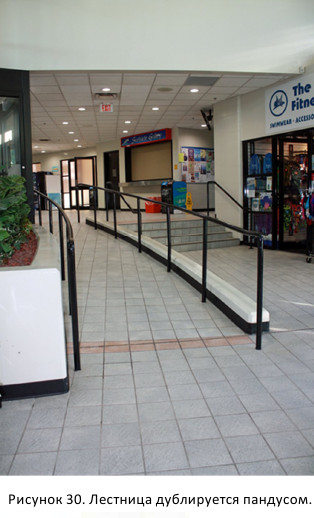 EXIT
The
Fitne
SWIMWEAR • ACCESSO
Рисунок 30. Лестница дублируется пандусом.